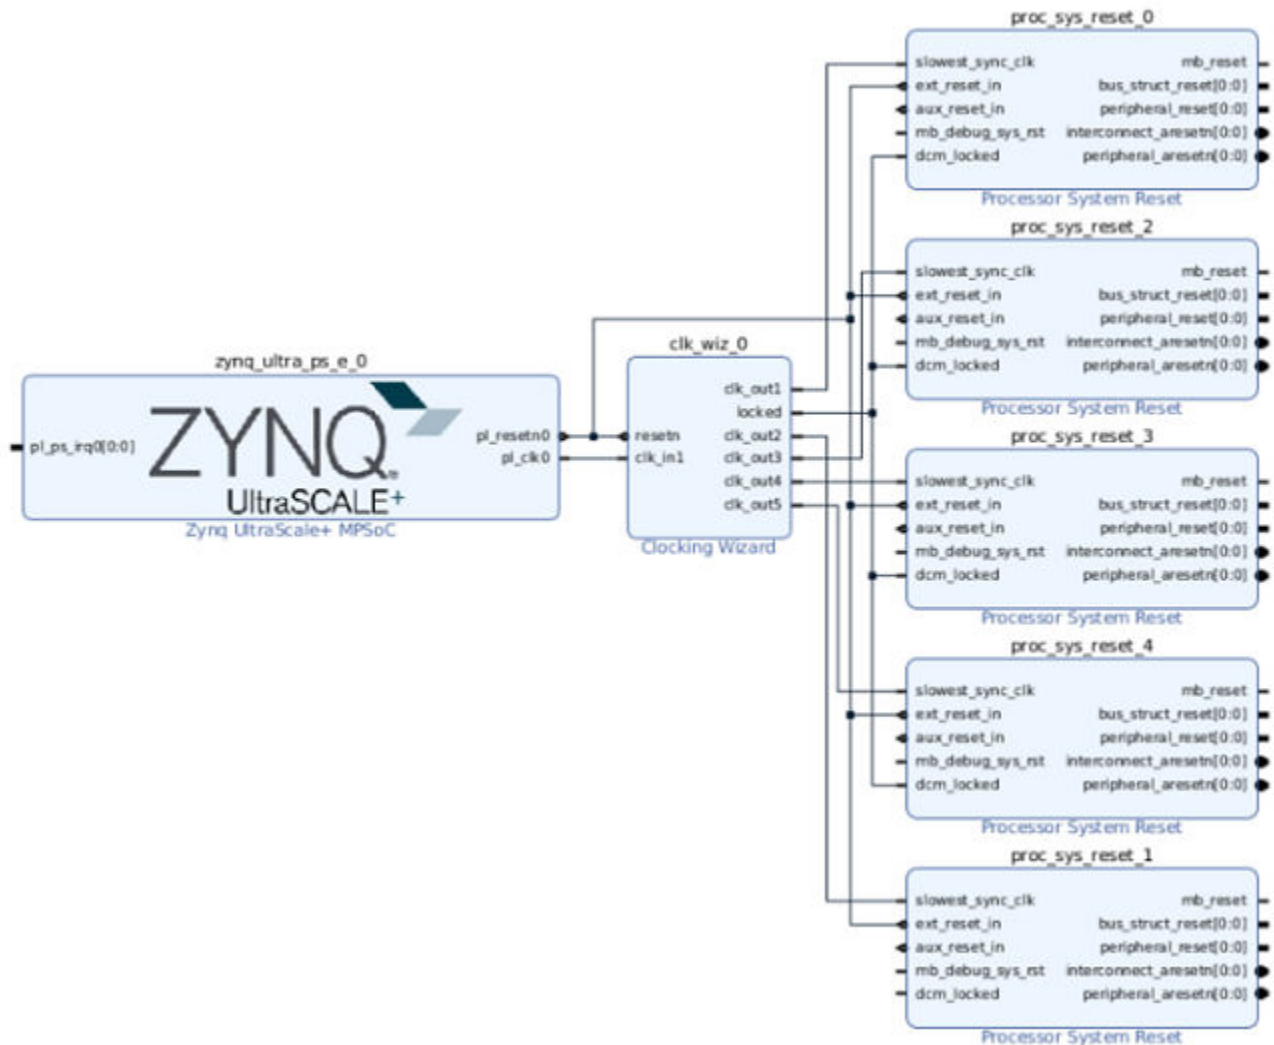 zynq_ultra_ps_e_0
pl_ps_irq0[0:0]
ZYNQ
UltraSCALE+
pl_resetn0
pl_clk0
Zynq UltraScale+ MPSoC
clk_wiz_0
resetn
clk_in1
clk_out1
locked
clk_out2
clk_out3
clk_out4
clk_out5
Clocking Wizard
proc_sys_reset_0
slowest_sync_clk mb_reset
ext_reset_in bus_struct_reset[0:0]
aux_reset_in peripheral_reset[0:0]
mb_debug_sys_rst interconnect_aresetn[0:0]
dcm_locked peripheral_aresetn[0:0]
Processor System Reset
proc_sys_reset_2
slowest_sync_clk mb_reset
ext_reset_in bus_struct_reset[0:0]
aux_reset_in peripheral_reset[0:0]
mb_debug_sys_rst interconnect_aresetn[0:0]
dcm_locked peripheral_aresetn[0:0]
Processor System Reset
proc_sys_reset_3
slowest_sync_clk mb_reset
ext_reset_in bus_struct_reset[0:0]
aux_reset_in peripheral_reset[0:0]
mb_debug_sys_rst interconnect_aresetn[0:0]
dcm_locked peripheral_aresetn[0:0]
Processor System Reset
proc_sys_reset_4
slowest_sync_clk mb_reset
ext_reset_in bus_struct_reset[0:0]
aux_reset_in peripheral_reset[0:0]
mb_debug_sys_rst interconnect_aresetn[0:0]
dcm_locked peripheral_aresetn[0:0]
Processor System Reset
proc_sys_reset_1
slowest_sync_clk mb_reset
ext_reset_in bus_struct_reset[0:0]
aux_reset_in peripheral_reset[0:0]
mb_debug_sys_rst interconnect_aresetn[0:0]
dcm_locked peripheral_aresetn[0:0]
Processor System Reset